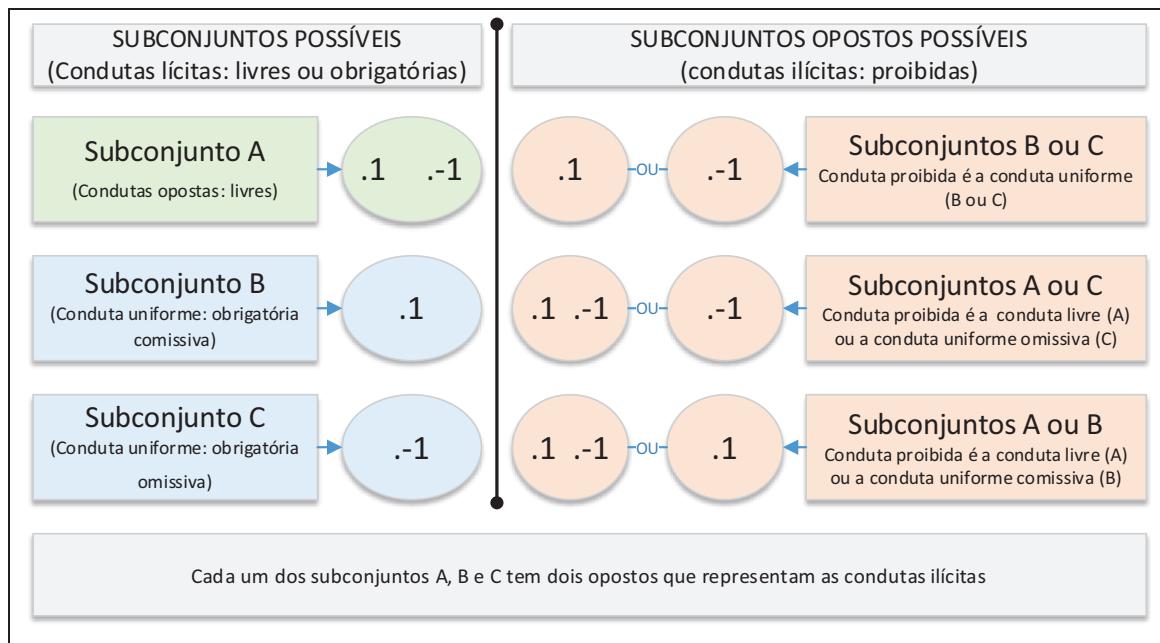 SUBCONJUNTOS POSSÍVEIS
(Condutas lícitas: livres ou obrigatórias)
SUBCONJUNTOS OPOSTOS POSSÍVEIS
(condutas ilícitas: proibidas)
Subconjunto A
(Condutas opostas: livres)
.1 .-1
.1
OU
.-1
Subconjuntos B ou C
Conduta proibida é a conduta uniforme
(B ou C)
Subconjunto B
(Conduta uniforme: obrigatória
comissiva)
.1
.1 .-1
OU
.-1
Subconjuntos A ou C
Conduta proibida é a conduta livre (A)
ou a conduta uniforme omissiva (C)
Subconjunto C
(Conduta uniforme: obrigatória
omissiva)
.-1
.1 .-1
OU
.1
Subconjuntos A ou B
Conduta proibida é a conduta livre (A)
ou a conduta uniforme comissiva (B)
Cada um dos subconjuntos A, B e C tem dois opostos que representam as condutas ilícitas